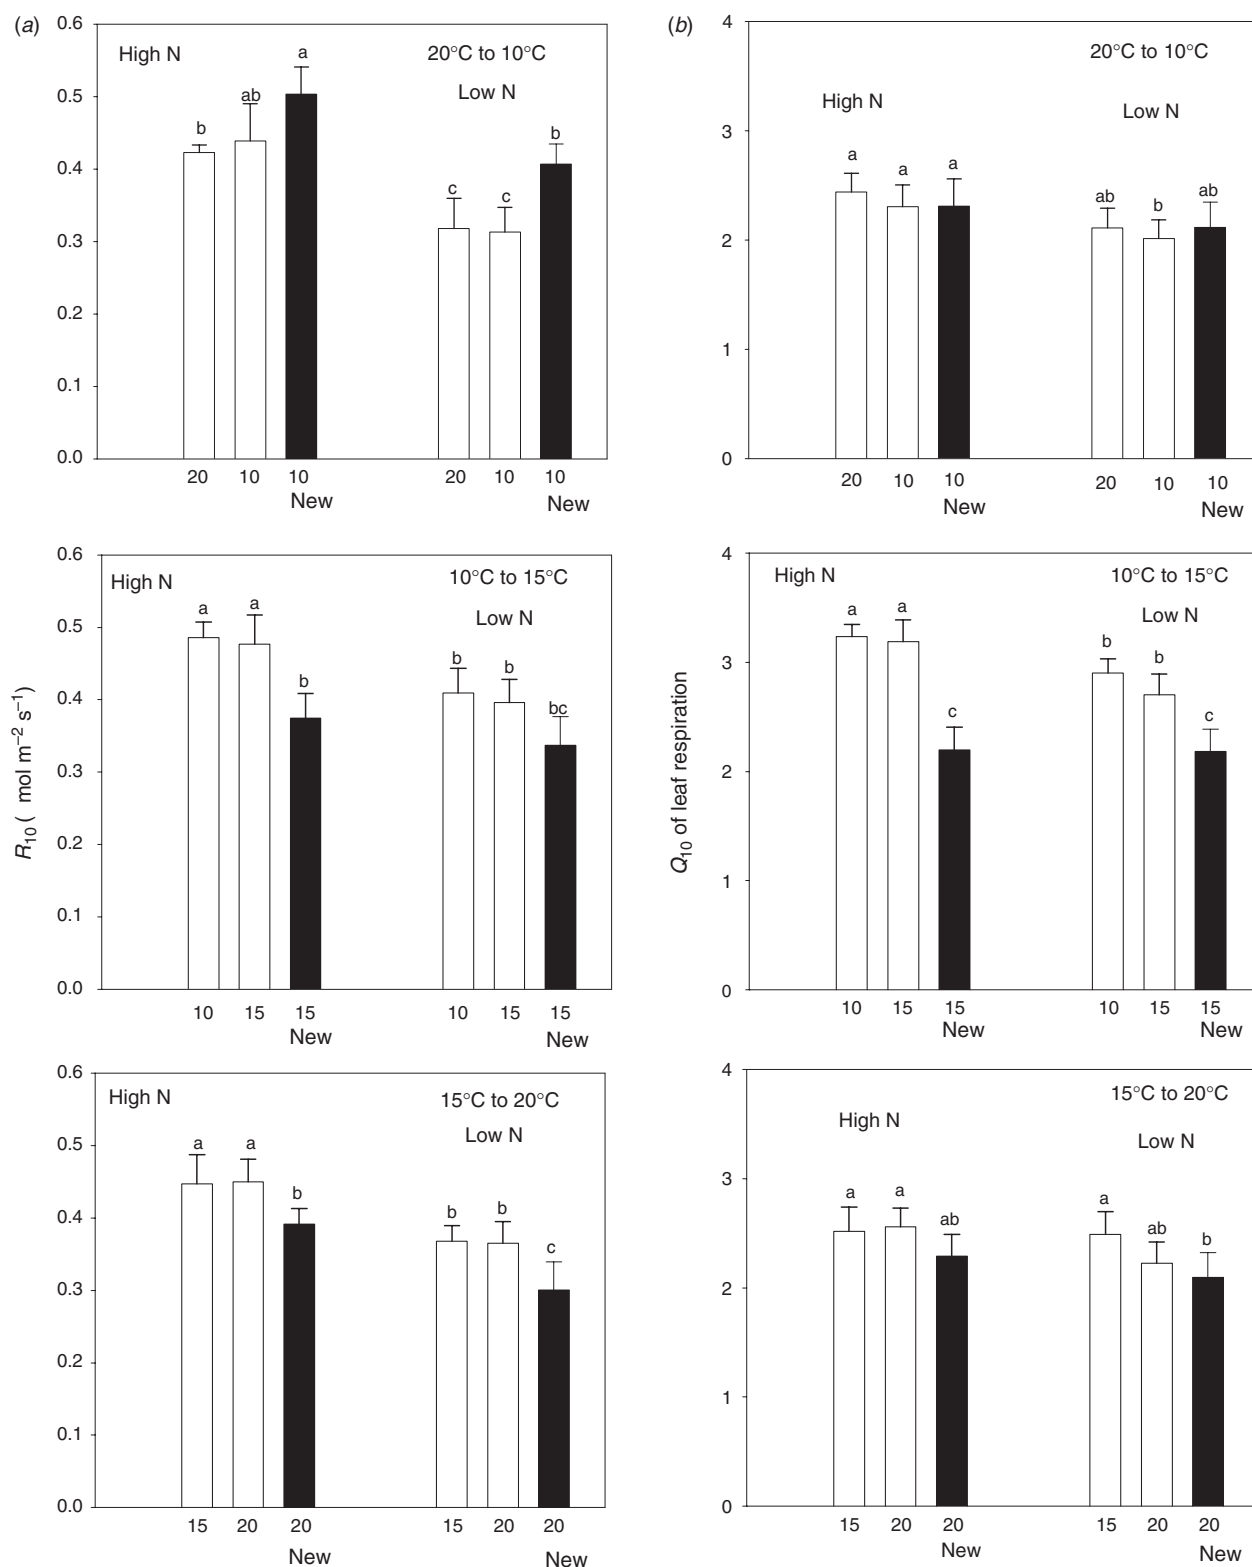 (a)
0.6
0.5
0.4
0.3
0.2
0.1
0.0
High N
20°C to 10°C
Low N
b
ab
a
c
c
b
20
10
10
New
20
10
10
New
(b)
4
3
2
1
0
20°C to 10°C
High N
Low N
a
a
a
ab
b
ab
20
10
10
New
20
10
10
New
R10 ( mol m−2 s−1)
0.6
0.5
0.4
0.3
0.2
0.1
0.0
High N
10°C to 15°C
Low N
a
a
b
b
b
bc
10
15
15
New
10
15
15
New
Q10 of leaf respiration
4
3
2
1
0
High N
10°C to 15°C
Low N
a
a
c
b
b
c
10
15
15
New
10
15
15
New
0.6
0.5
0.4
0.3
0.2
0.1
0.0
High N
15°C to 20°C
Low N
a
a
b
b
b
c
15
20
20
New
15
20
20
New
4
3
2
1
0
15°C to 20°C
High N
Low N
a
a
ab
a
ab
b
15
20
20
New
15
20
20
New